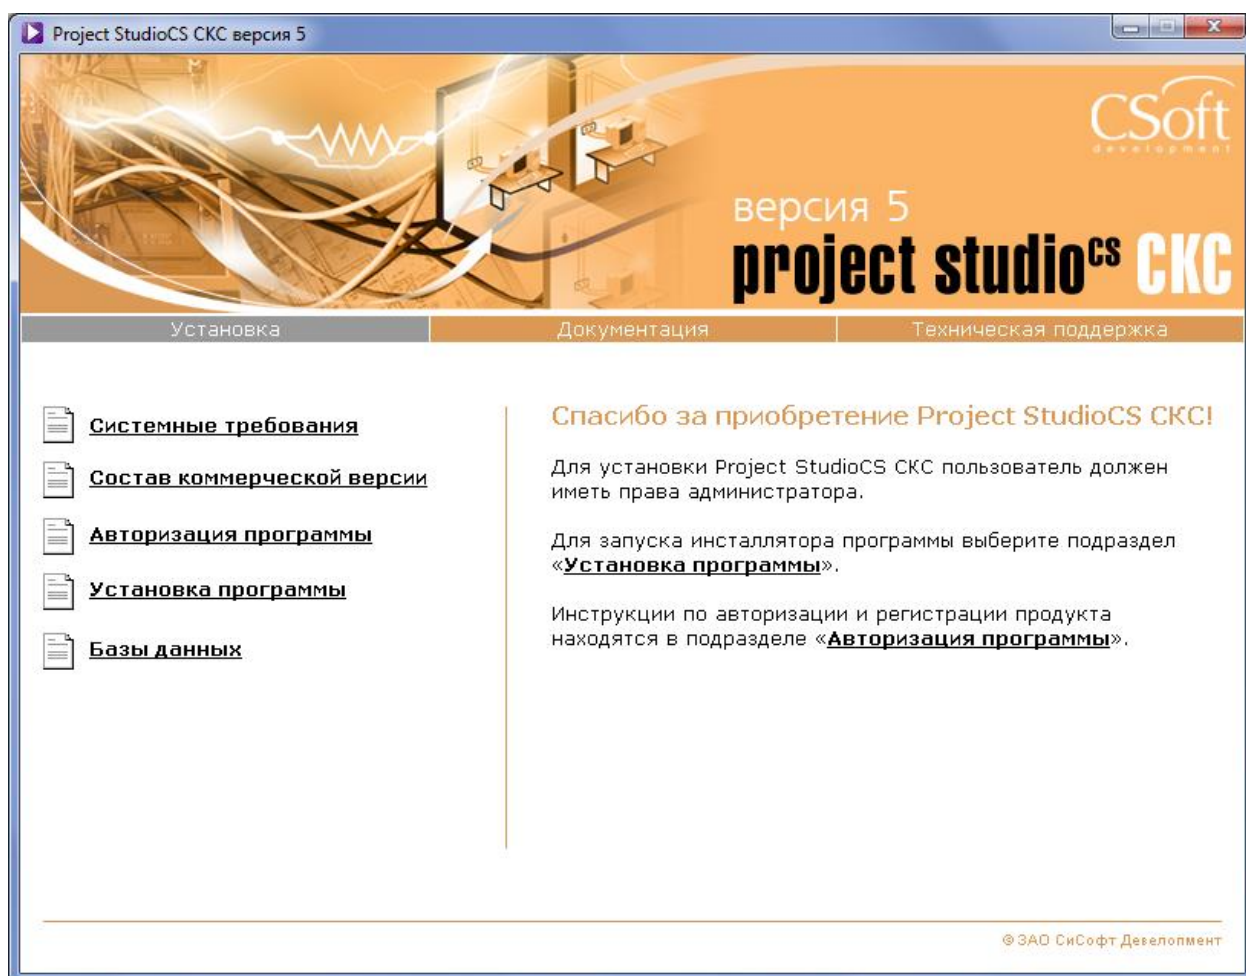 Project StudioCS СКС версия 5
CSoft
development
версия 5
project studioCS СКС
Установка
Документация
Техническая поддержка
Системные требования
Состав коммерческой версии
Авторизация программы
Установка программы
Базы данных
Спасибо за приобретение Project StudioCS СКС!
Для установки Project StudioCS СКС пользователь должен
иметь права администратора.
Для запуска инсталлятора программы выберите подраздел
«Установка программы».
Инструкции по авторизации и регистрации продукта
находятся в подразделе «Авторизация программы».
© ЗАО СиСофт Девелопмент